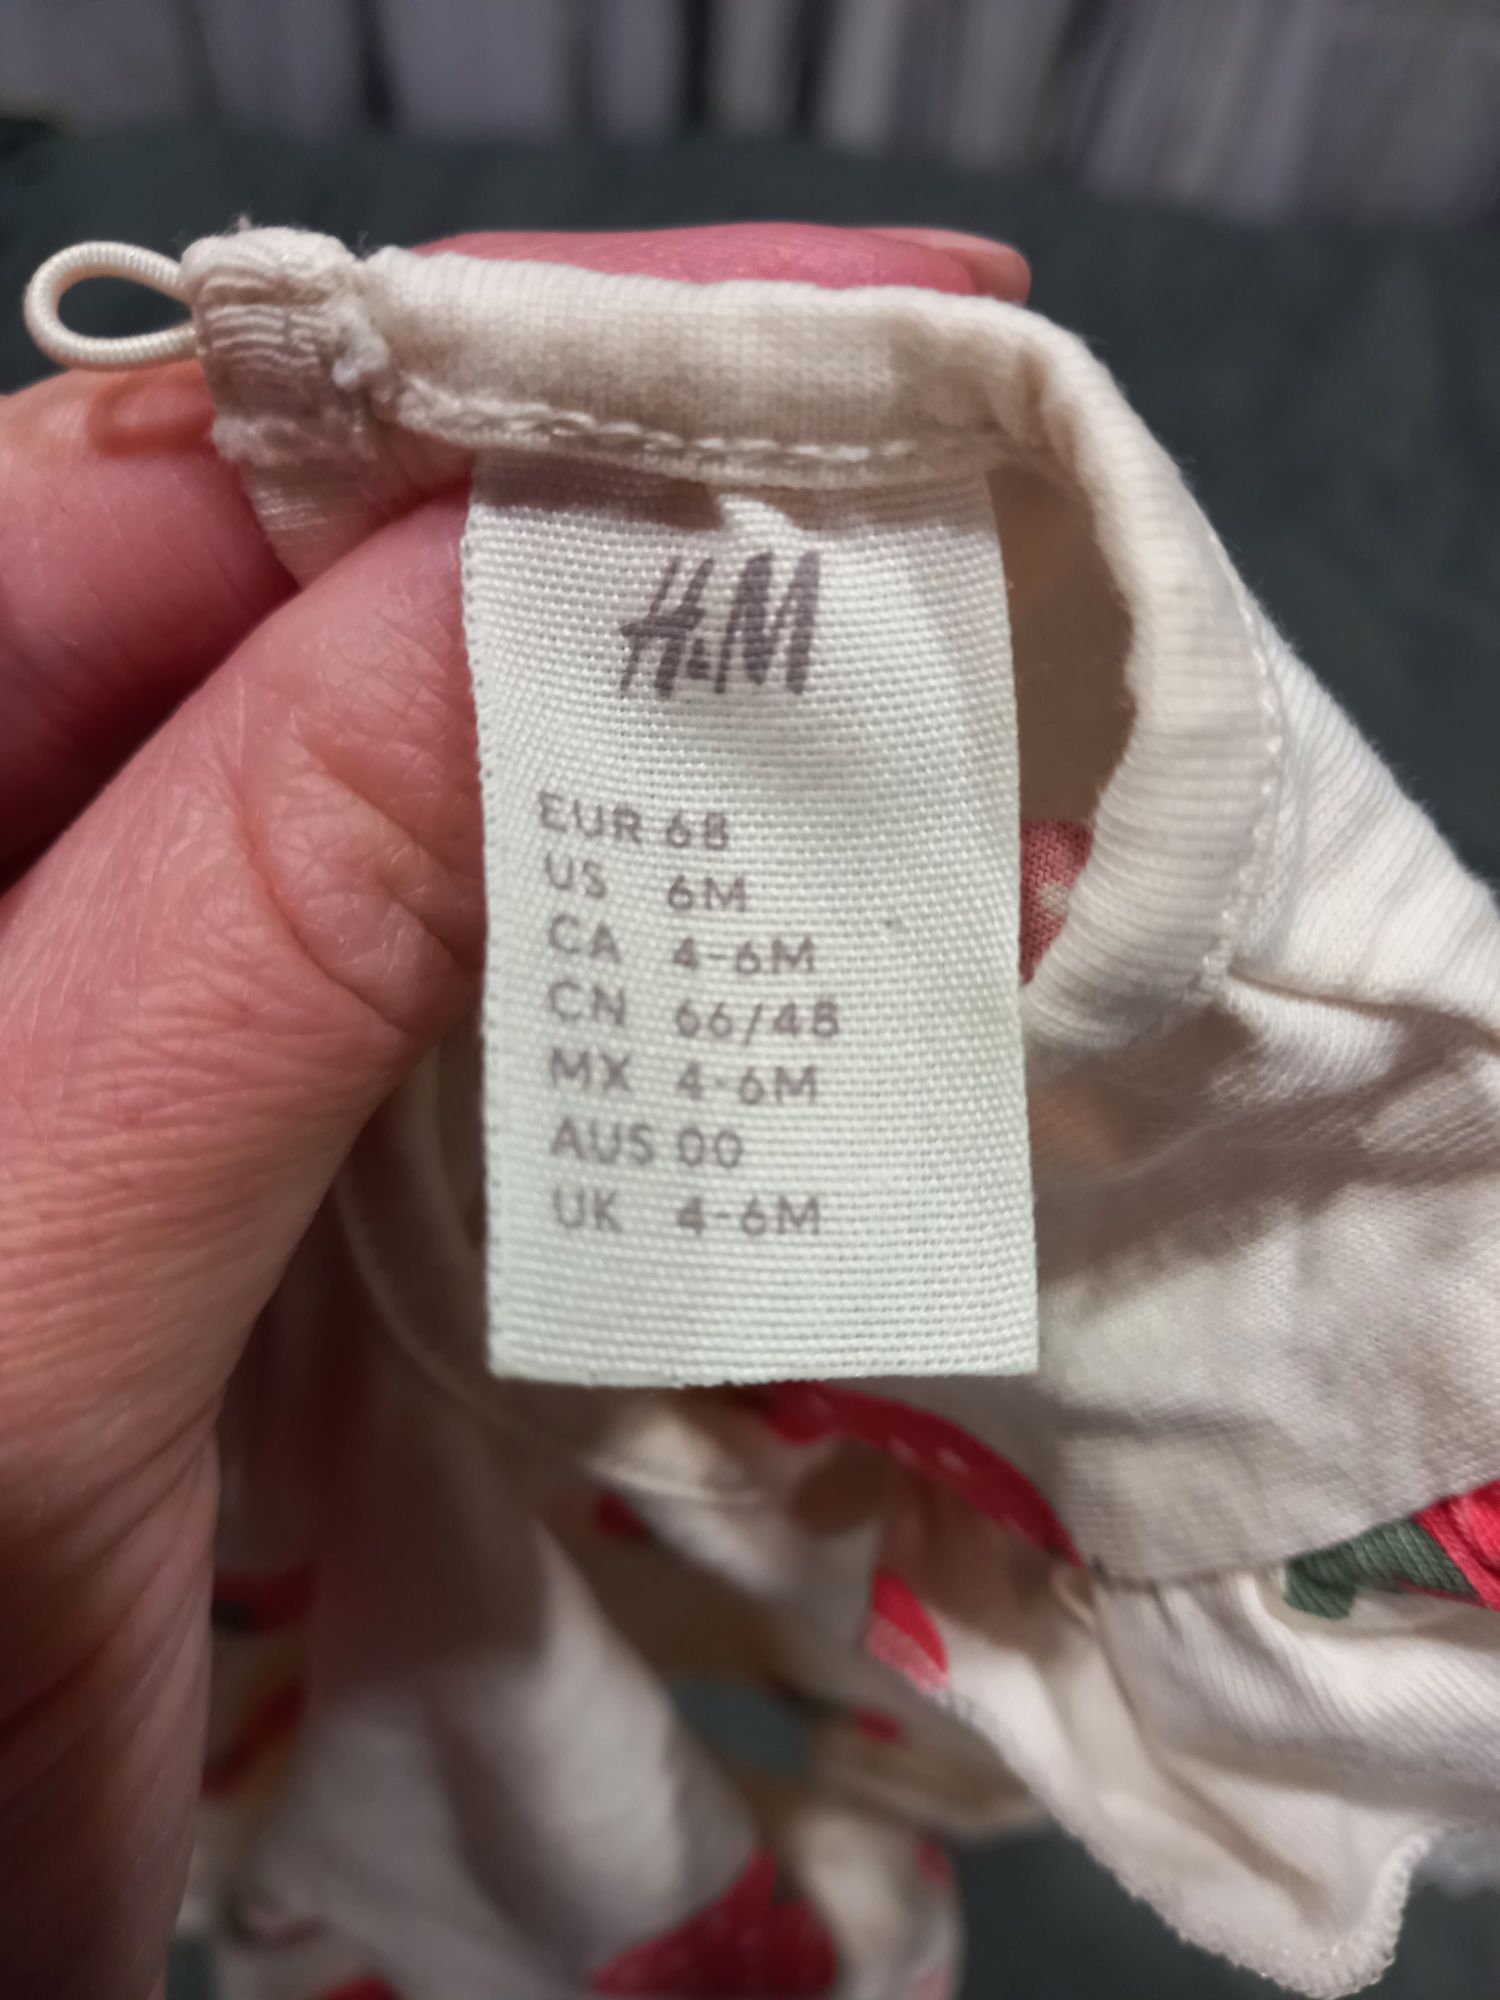 H&M
EUR 68
US 6M
CA 4-6M
CN 66/48
MX 4-6M
AUS 00
UK 4-6M